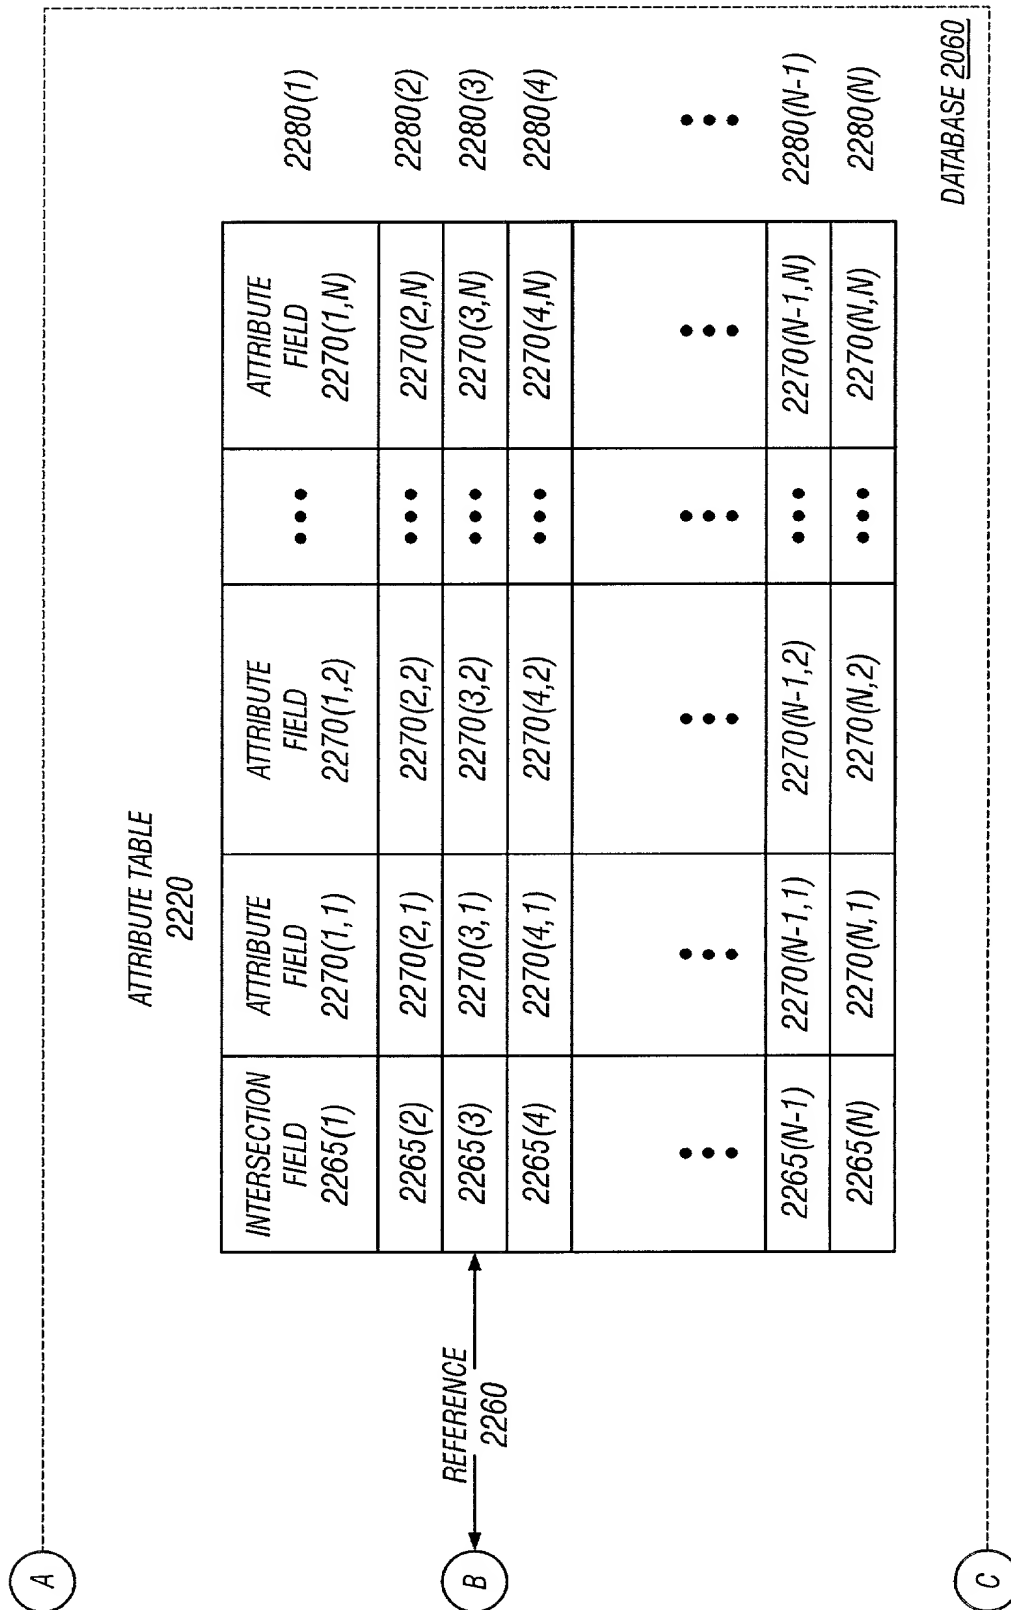 A
ATTRIBUTE TABLE
2220
INTERSECTION
FIELD
2265(1)
ATTRIBUTE
FIELD
2270(1,1)
ATTRIBUTE
FIELD
2270(1,2)
•••
ATTRIBUTE
FIELD
2270(1,N)
2280(1)
2265(2) 2270(2,1) 2270(2,2) ••• 2270(2,N) 2280(2)
B
REFERENCE
2260
2265(3) 2270(3,1) 2270(3,2) ••• 2270(3,N) 2280(3)
2265(4) 2270(4,1) 2270(4,2) ••• 2270(4,N) 2280(4)
••• ••• ••• ••• ••• •••
2265(N-1) 2270(N-1,1) 2270(N-1,2) ••• 2270(N-1,N) 2280(N-1)
2265(N) 2270(N,1) 2270(N,2) ••• 2270(N,N) 2280(N)
DATABASE 2060
C